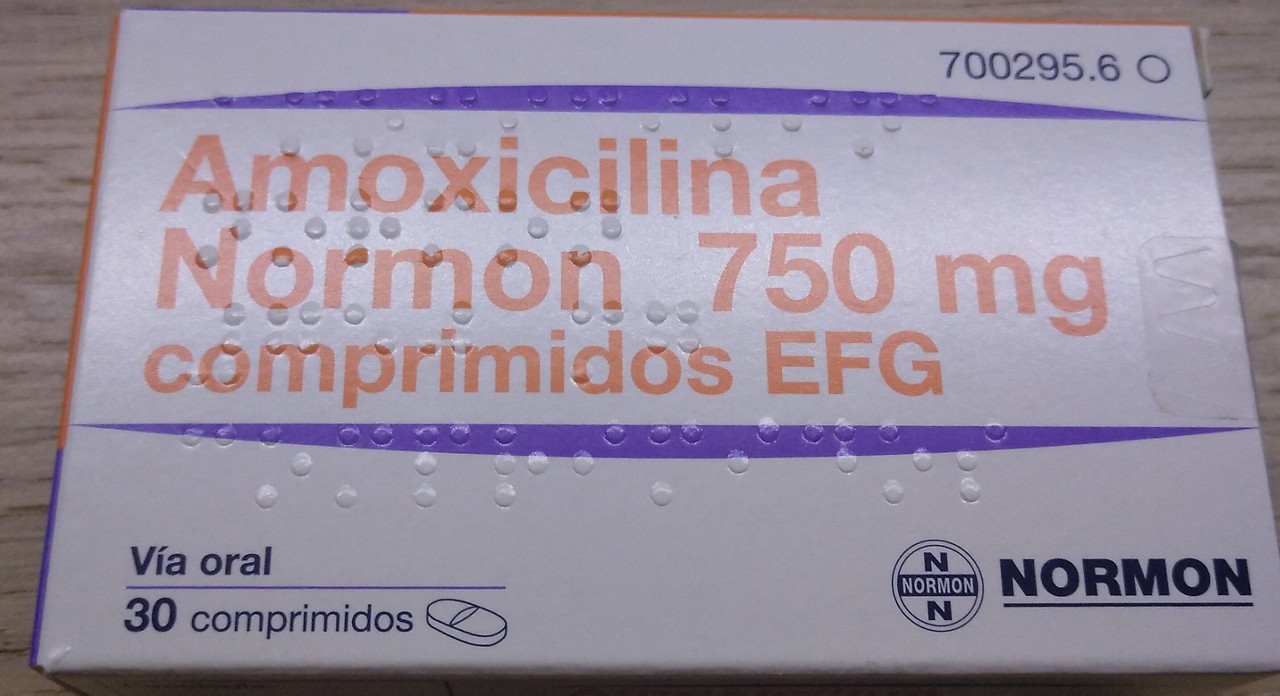 700295.6 O
Amoxicilina
Normon 750 mg
comprimidos EFG
Vía oral
30 comprimidos
N
NORMON
N
NORMON